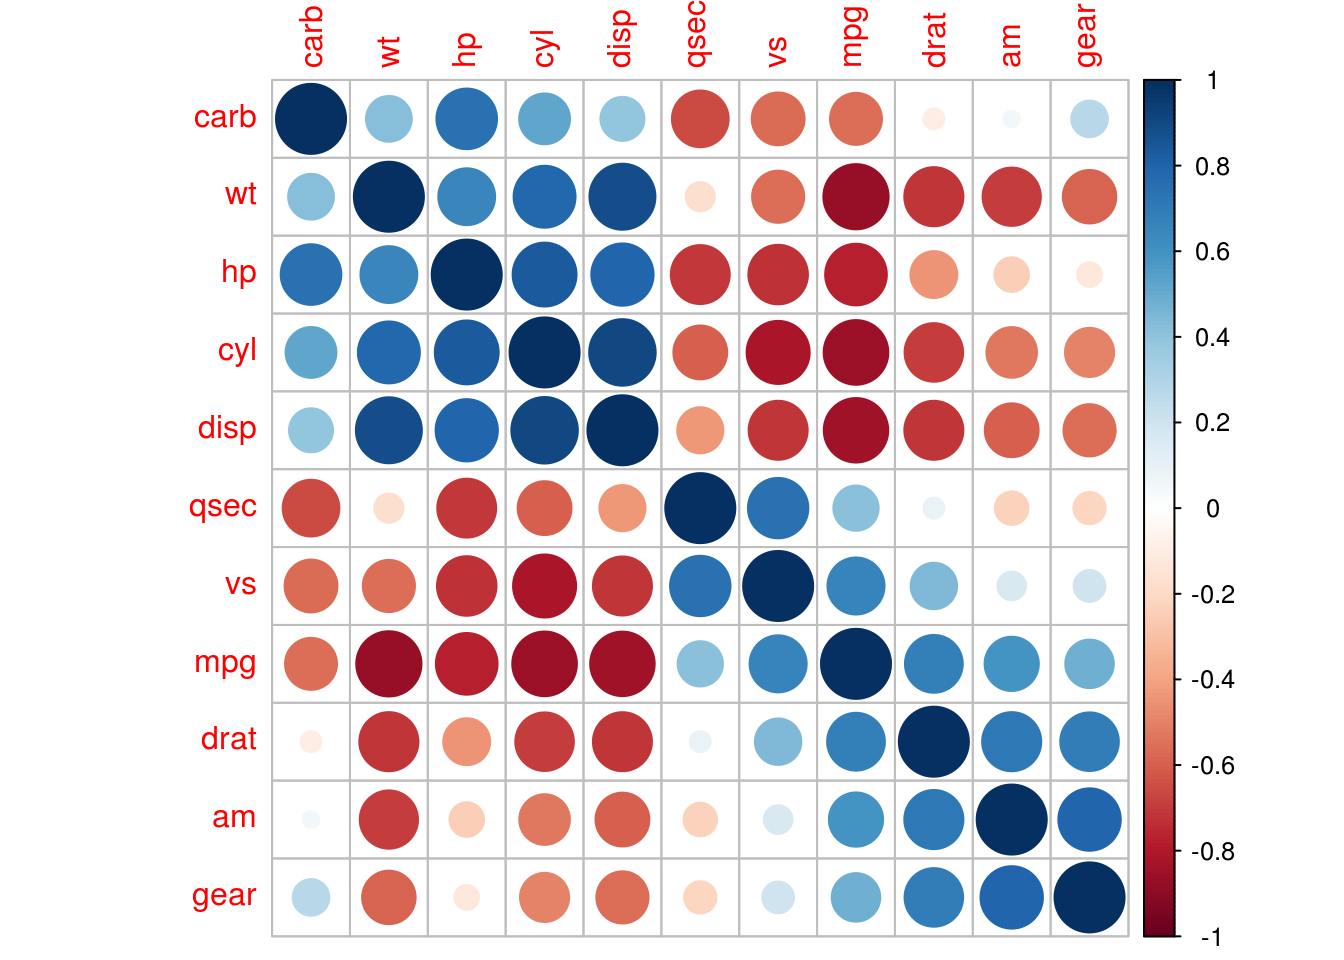 carb wt hp cyl disp qsec vs mpg drat am gear
carb
wt
hp
cyl
disp
qsec
vs
mpg
drat
am
gear
1
0.8
0.6
0.4
0.2
0
-0.2
-0.4
-0.6
-0.8
-1